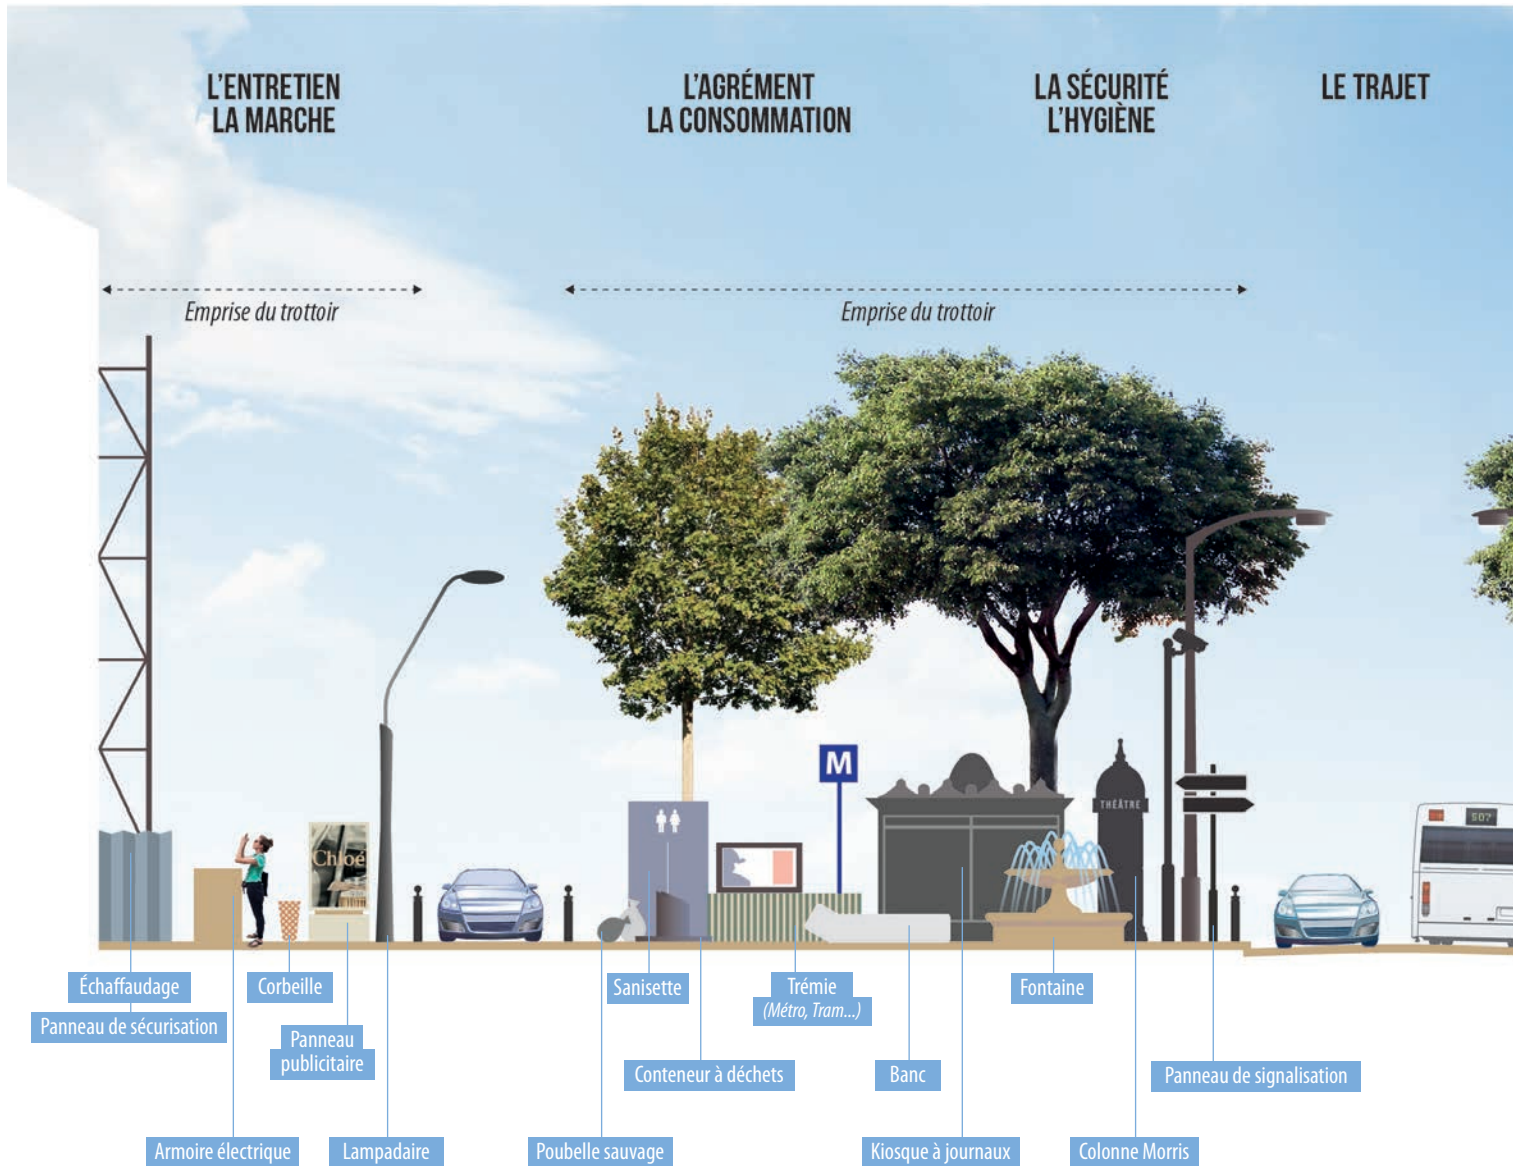 L'ENTRETIEN
LA MARCHE
L'AGRÉMENT
LA CONSOMMATION
LA SÉCURITÉ
L'HYGIÈNE
LE TRAJET
Emprise du trottoir
Emprise du trottoir
M
THÉÂTRE
507
Chloé
Échaffaudage
Corbeille
Sanisette
Trémie
(Métro, Tram...)
Fontaine
Panneau de sécurisation
Panneau
publicitaire
Conteneur à déchets
Banc
Panneau de signalisation
Armoire électrique
Lampadaire
Poubelle sauvage
Kiosque à journaux
Colonne Morris